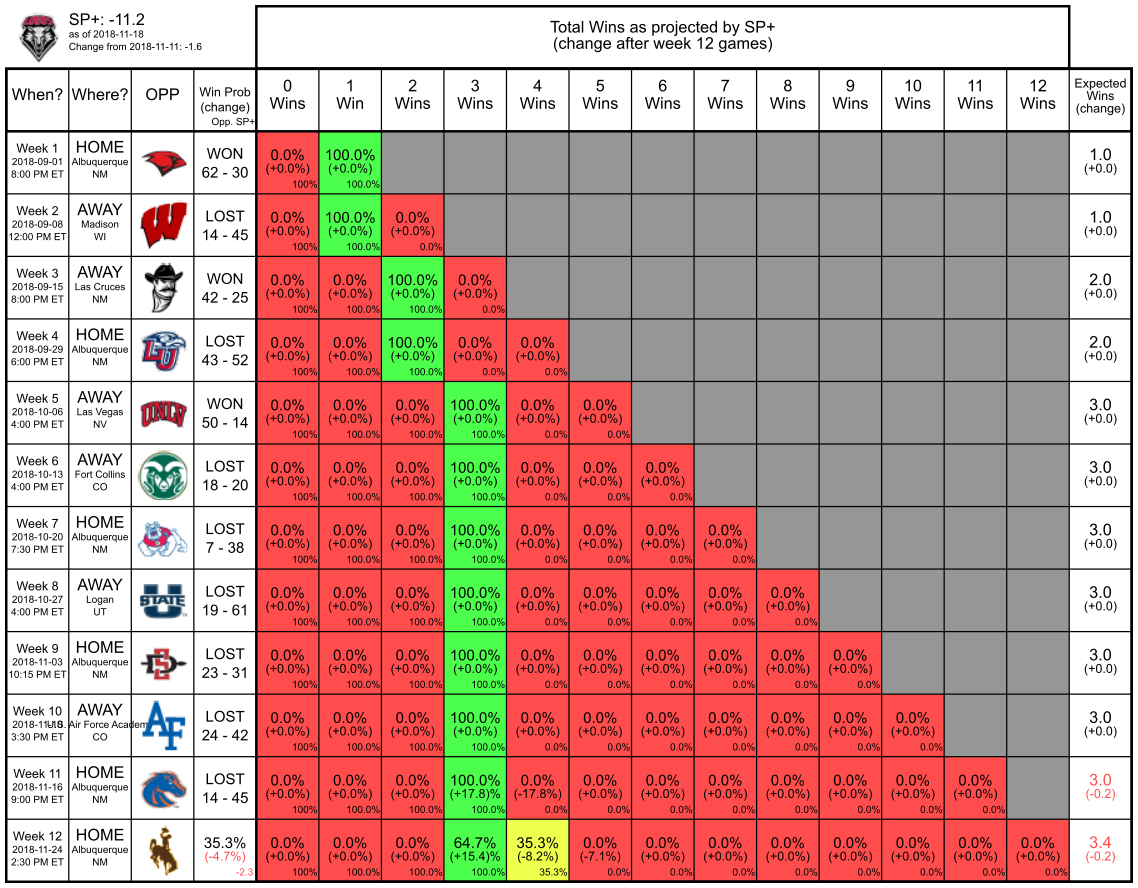 SP+: -11.2
as of 2018-11-18
Change from 2018-11-11: -1.6
Total Wins as projected by SP+
(change after week 12 games)
When? Where? OPP Win Prob (change) Opp. SP+ 0 Wins 1 Win 2 Wins 3 Wins 4 Wins 5 Wins 6 Wins 7 Wins 8 Wins 9 Wins 10 Wins 11 Wins 12 Wins Expected Wins (change)
Week 1 HOME WON 0.0% 100.0% 1.0
2018-09-01 Albuquerque (+0.0%) (+0.0%) (+0.0)
8:00 PM ET NM 62 - 30 100% 100.0%
Week 2 AWAY W LOST 0.0% 100.0% 0.0% 1.0
2018-09-08 Madison (+0.0%) (+0.0%) (+0.0%) (+0.0)
12:00 PM ET WI 14 - 45 100% 100.0% 0.0%
Week 3 AWAY WON 0.0% 0.0% 100.0% 0.0% 2.0
2018-09-15 Las Cruces (+0.0%) (+0.0%) (+0.0%) (+0.0%) (+0.0)
8:00 PM ET NM 42 - 25 100% 100.0% 100.0% 0.0%
Week 4 HOME LU LOST 0.0% 0.0% 100.0% 0.0% 0.0% 2.0
2018-09-29 Albuquerque (+0.0%) (+0.0%) (+0.0%) (+0.0%) (+0.0%) (+0.0)
6:00 PM ET NM 43 - 52 100% 100.0% 100.0% 0.0% 0.0%
Week 5 AWAY UNLV WON 0.0% 0.0% 0.0% 100.0% 0.0% 0.0% 3.0
2018-10-06 Las Vegas (+0.0%) (+0.0%) (+0.0%) (+0.0%) (+0.0%) (+0.0%) (+0.0)
4:00 PM ET NV 50 - 14 100% 100.0% 100.0% 100.0% 0.0% 0.0%
Week 6 AWAY LOST 0.0% 0.0% 0.0% 100.0% 0.0% 0.0% 0.0% 3.0
2018-10-13 Fort Collins (+0.0%) (+0.0%) (+0.0%) (+0.0%) (+0.0%) (+0.0%) (+0.0%) (+0.0)
4:00 PM ET CO 18 - 20 100% 100.0% 100.0% 100.0% 0.0% 0.0% 0.0%
Week 7 HOME LOST 0.0% 0.0% 0.0% 100.0% 0.0% 0.0% 0.0% 0.0% 3.0
2018-10-20 Albuquerque (+0.0%) (+0.0%) (+0.0%) (+0.0%) (+0.0%) (+0.0%) (+0.0%) (+0.0%) (+0.0)
7:30 PM ET NM 7 - 38 100% 100.0% 100.0% 100.0% 0.0% 0.0% 0.0% 0.0%
Week 8 AWAY U STATE LOST 0.0% 0.0% 0.0% 100.0% 0.0% 0.0% 0.0% 0.0% 0.0% 3.0
2018-10-27 Logan (+0.0%) (+0.0%) (+0.0%) (+0.0%) (+0.0%) (+0.0%) (+0.0%) (+0.0%) (+0.0%) (+0.0)
4:00 PM ET UT 19 - 61 100% 100.0% 100.0% 100.0% 0.0% 0.0% 0.0% 0.0% 0.0%
Week 9 HOME SD LOST 0.0% 0.0% 0.0% 100.0% 0.0% 0.0% 0.0% 0.0% 0.0% 0.0% 3.0
2018-11-03 Albuquerque (+0.0%) (+0.0%) (+0.0%) (+0.0%) (+0.0%) (+0.0%) (+0.0%) (+0.0%) (+0.0%) (+0.0%) (+0.0)
10:15 PM ET NM 23 - 31 100% 100.0% 100.0% 100.0% 0.0% 0.0% 0.0% 0.0% 0.0% 0.0%
Week 10 AWAY AF LOST 0.0% 0.0% 0.0% 100.0% 0.0% 0.0% 0.0% 0.0% 0.0% 0.0% 0.0% 3.0
2018-11-10 U.S. Air Force Academy (+0.0%) (+0.0%) (+0.0%) (+0.0%) (+0.0%) (+0.0%) (+0.0%) (+0.0%) (+0.0%) (+0.0%) (+0.0%) (+0.0)
3:30 PM ET CO 24 - 42 100% 100.0% 100.0% 100.0% 0.0% 0.0% 0.0% 0.0% 0.0% 0.0% 0.0%
Week 11 HOME LOST 0.0% 0.0% 0.0% 100.0% 0.0% 0.0% 0.0% 0.0% 0.0% 0.0% 0.0% 0.0% 3.0
2018-11-16 Albuquerque (+0.0%) (+0.0%) (+0.0%) (+17.8)% (-17.8%) (+0.0%) (+0.0%) (+0.0%) (+0.0%) (+0.0%) (+0.0%) (+0.0%) (-0.2)
9:00 PM ET NM 14 - 45 100% 100.0% 100.0% 100.0% 0.0% 0.0% 0.0% 0.0% 0.0% 0.0% 0.0% 0.0%
Week 12 HOME 35.3% 0.0% 0.0% 0.0% 64.7% 35.3% 0.0% 0.0% 0.0% 0.0% 0.0% 0.0% 0.0% 0.0% 3.4
2018-11-24 Albuquerque (-4.7%) (+0.0%) (+0.0%) (+0.0%) (+15.4)% (-8.2%) (-7.1%) (+0.0%) (+0.0%) (+0.0%) (+0.0%) (+0.0%) (+0.0%) (+0.0%) (-0.2)
2:30 PM ET NM -2.3 100% 100.0% 100.0% 100.0% 35.3% 0.0% 0.0% 0.0% 0.0% 0.0% 0.0% 0.0% 0.0%